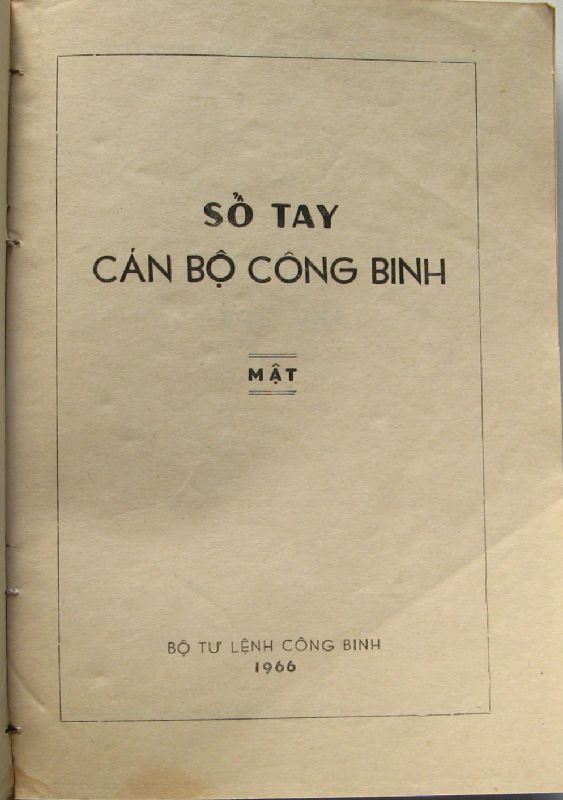 SỔ TAY
CÁN BỘ CÔNG BINH
MẬT
BỘ TƯ LỆNH CÔNG BINH
1966